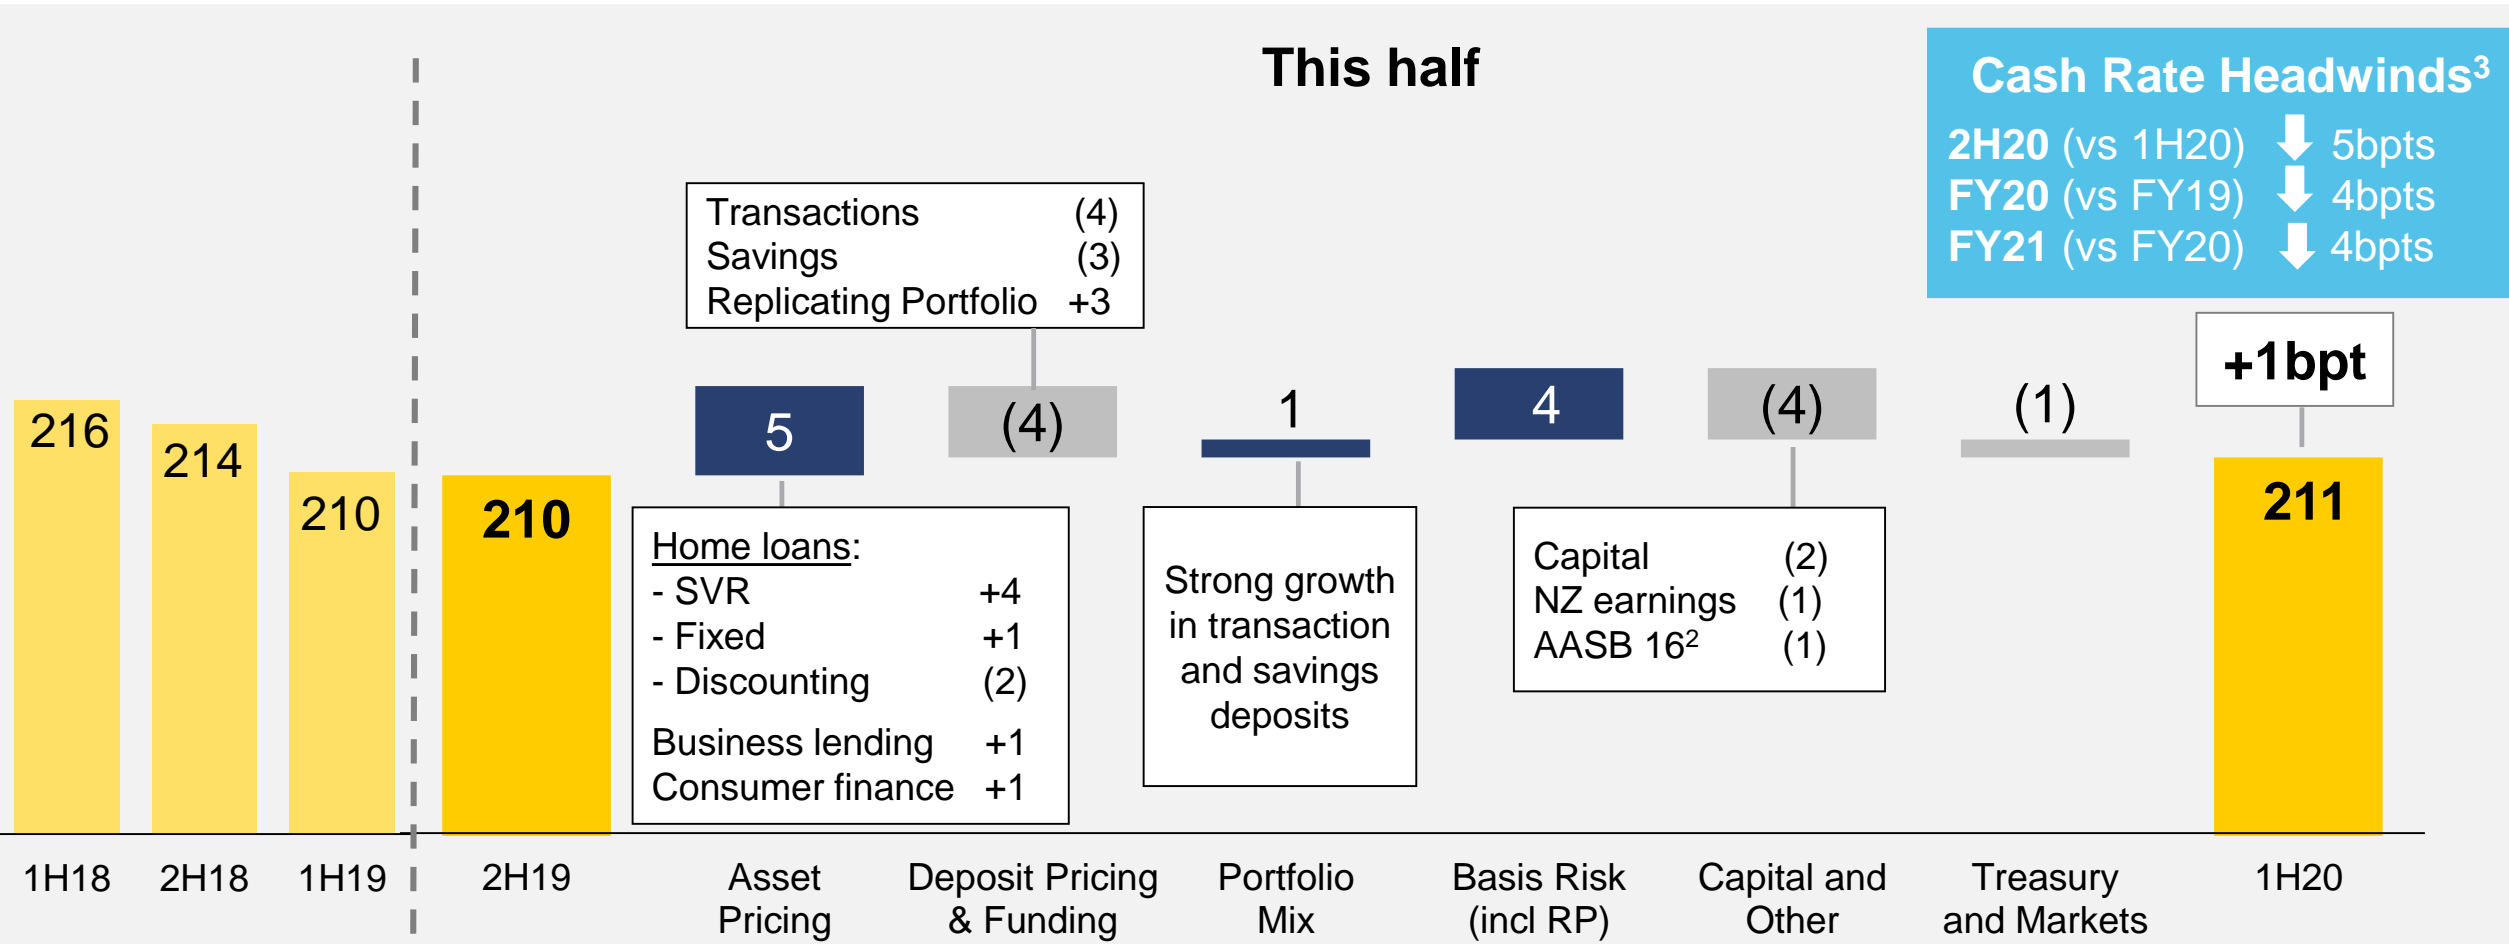 This half
Cash Rate Headwinds3
2H20 (vs 1H20) 5bpts
FY20 (vs FY19) 4bpts
FY21 (vs FY20) 4bpts
Transactions (4)
Savings (3)
Replicating Portfolio +3
+1bpt
216
214
210
210
5
(4)
1
4
(4)
(1)
211
Home loans:
- SVR +4
- Fixed +1
- Discounting (2)
Business lending +1
Consumer finance +1
Strong growth
in transaction
and savings
deposits
Capital (2)
NZ earnings (1)
AASB 162 (1)
1H18
2H18
1H19
2H19
Asset
Pricing
Deposit Pricing
& Funding
Portfolio
Mix
Basis Risk
(incl RP)
Capital and
Other
Treasury
and Markets
1H20